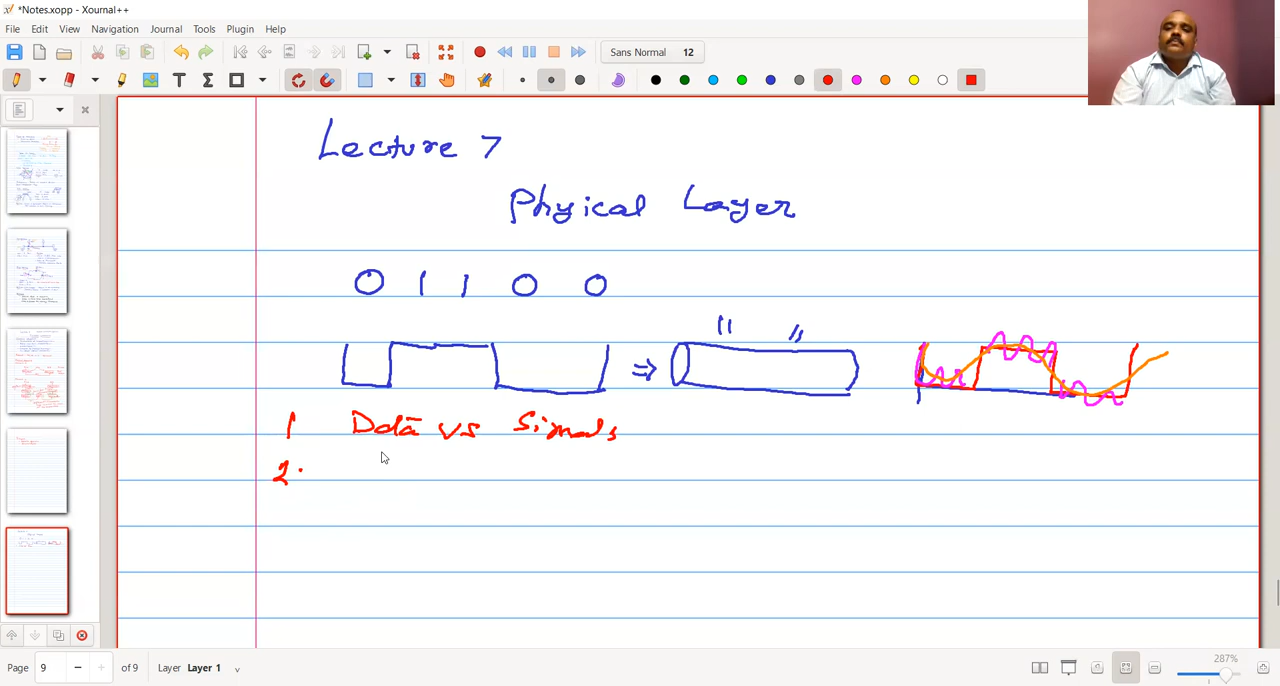 *Notes.xopp - Xournal++
File Edit View Navigation Journal Tools Plugin Help
Sans Normal 12
Lecture 7
Phyical Layer
0 1 1 0 0
1 Data vs Signals
2.
Page 9 of 9 Layer Layer 1
287%